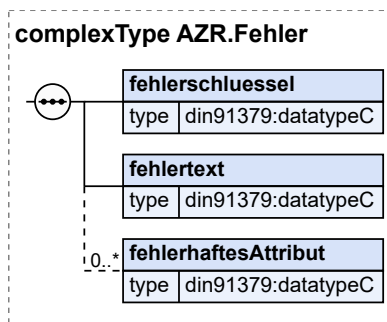 complexType AZR.Fehler
fehlerschluessel
type din91379:datatypeC
fehlertext
type din91379:datatypeC
0..* fehlerhaftesAttribut
type din91379:datatypeC